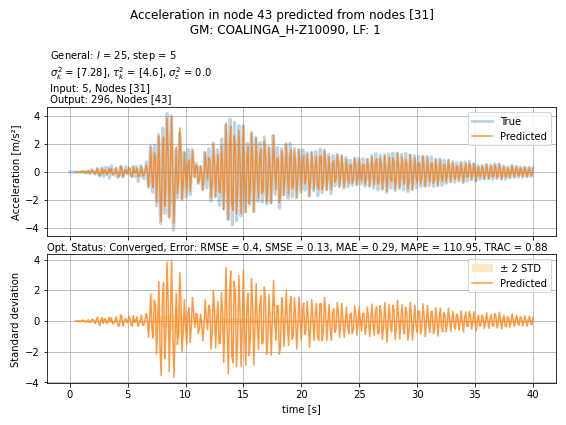 Acceleration in node 43 predicted from nodes [31]
GM: COALINGA_H-Z10090, LF: 1
General: l = 25, step = 5
σ²ₖ = [7.28], τ²ₖ = [4.6], σ²ε = 0.0
Input: 5, Nodes [31]
Output: 296, Nodes [43]
Acceleration [m/s²]
4
2
0
−2
−4
True
Predicted
Opt. Status: Converged, Error: RMSE = 0.4, SMSE = 0.13, MAE = 0.29, MAPE = 110.95, TRAC = 0.88
Standard deviation
4
2
0
−2
−4
± 2 STD
Predicted
0 5 10 15 20 25 30 35 40
time [s]